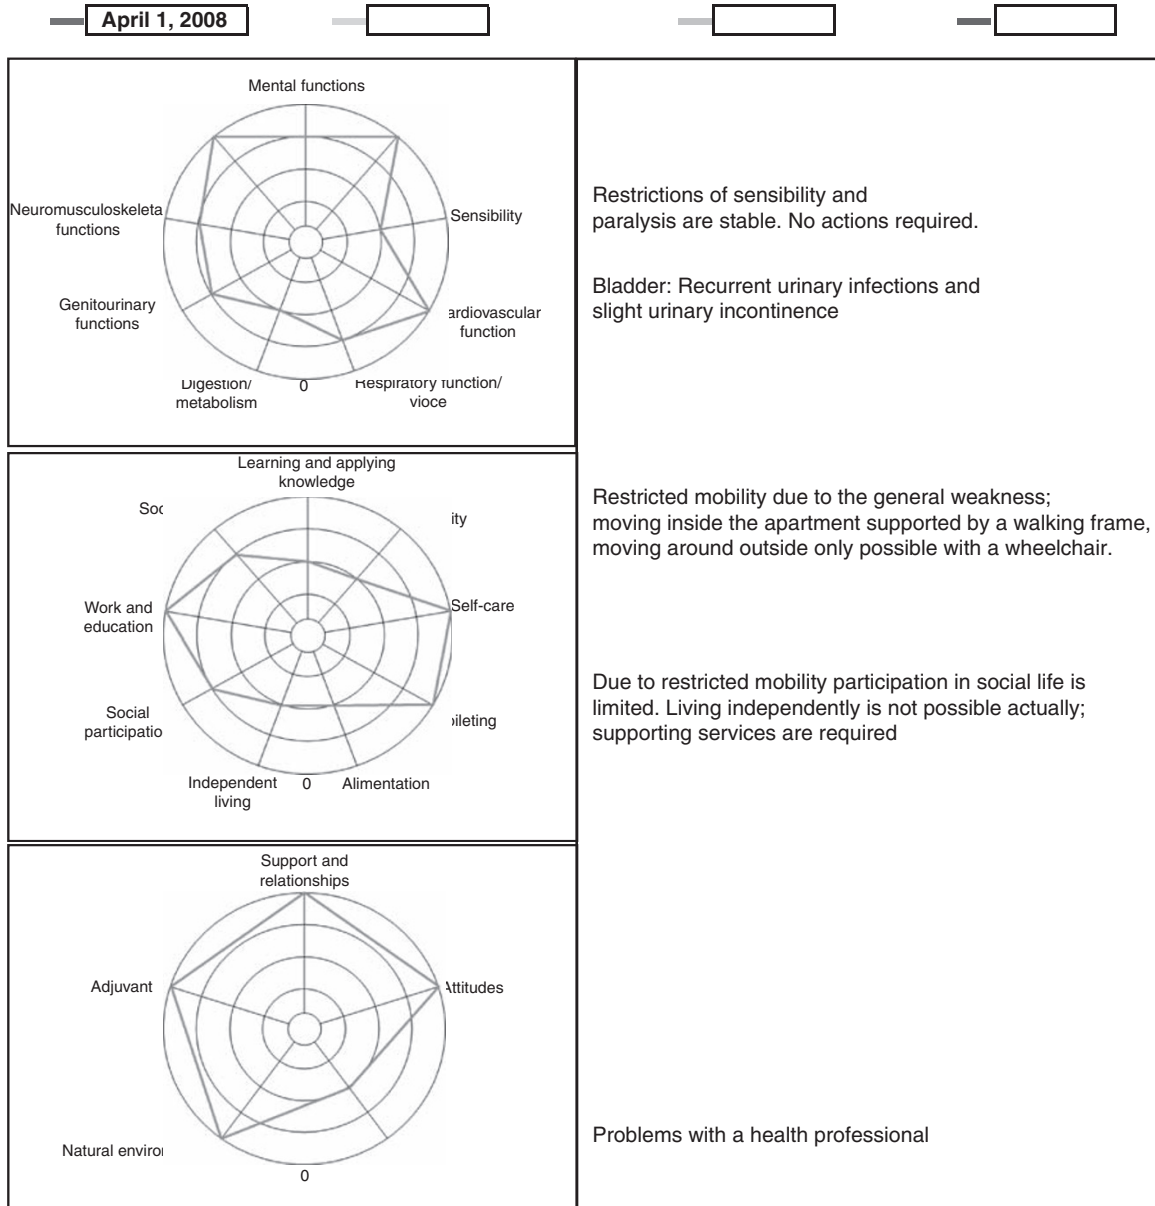 April 1, 2008
Mental functions
Neuromusculoskeleta
functions
Sensibility
Genitourinary
functions
ardiovascular
function
Digestion/
metabolism
0
Respiratory function/
vioce
Restrictions of sensibility and
paralysis are stable. No actions required.
Bladder: Recurrent urinary infections and
slight urinary incontinence
Learning and applying
knowledge
Soc
ity
Work and
education
Self-care
Social
participatio
oileting
Independent
living
0
Alimentation
Restricted mobility due to the general weakness;
moving inside the apartment supported by a walking frame,
moving around outside only possible with a wheelchair.
Due to restricted mobility participation in social life is
limited. Living independently is not possible actually;
supporting services are required
Support and
relationships
Adjuvant
Attitudes
Natural enviro
0
Problems with a health professional